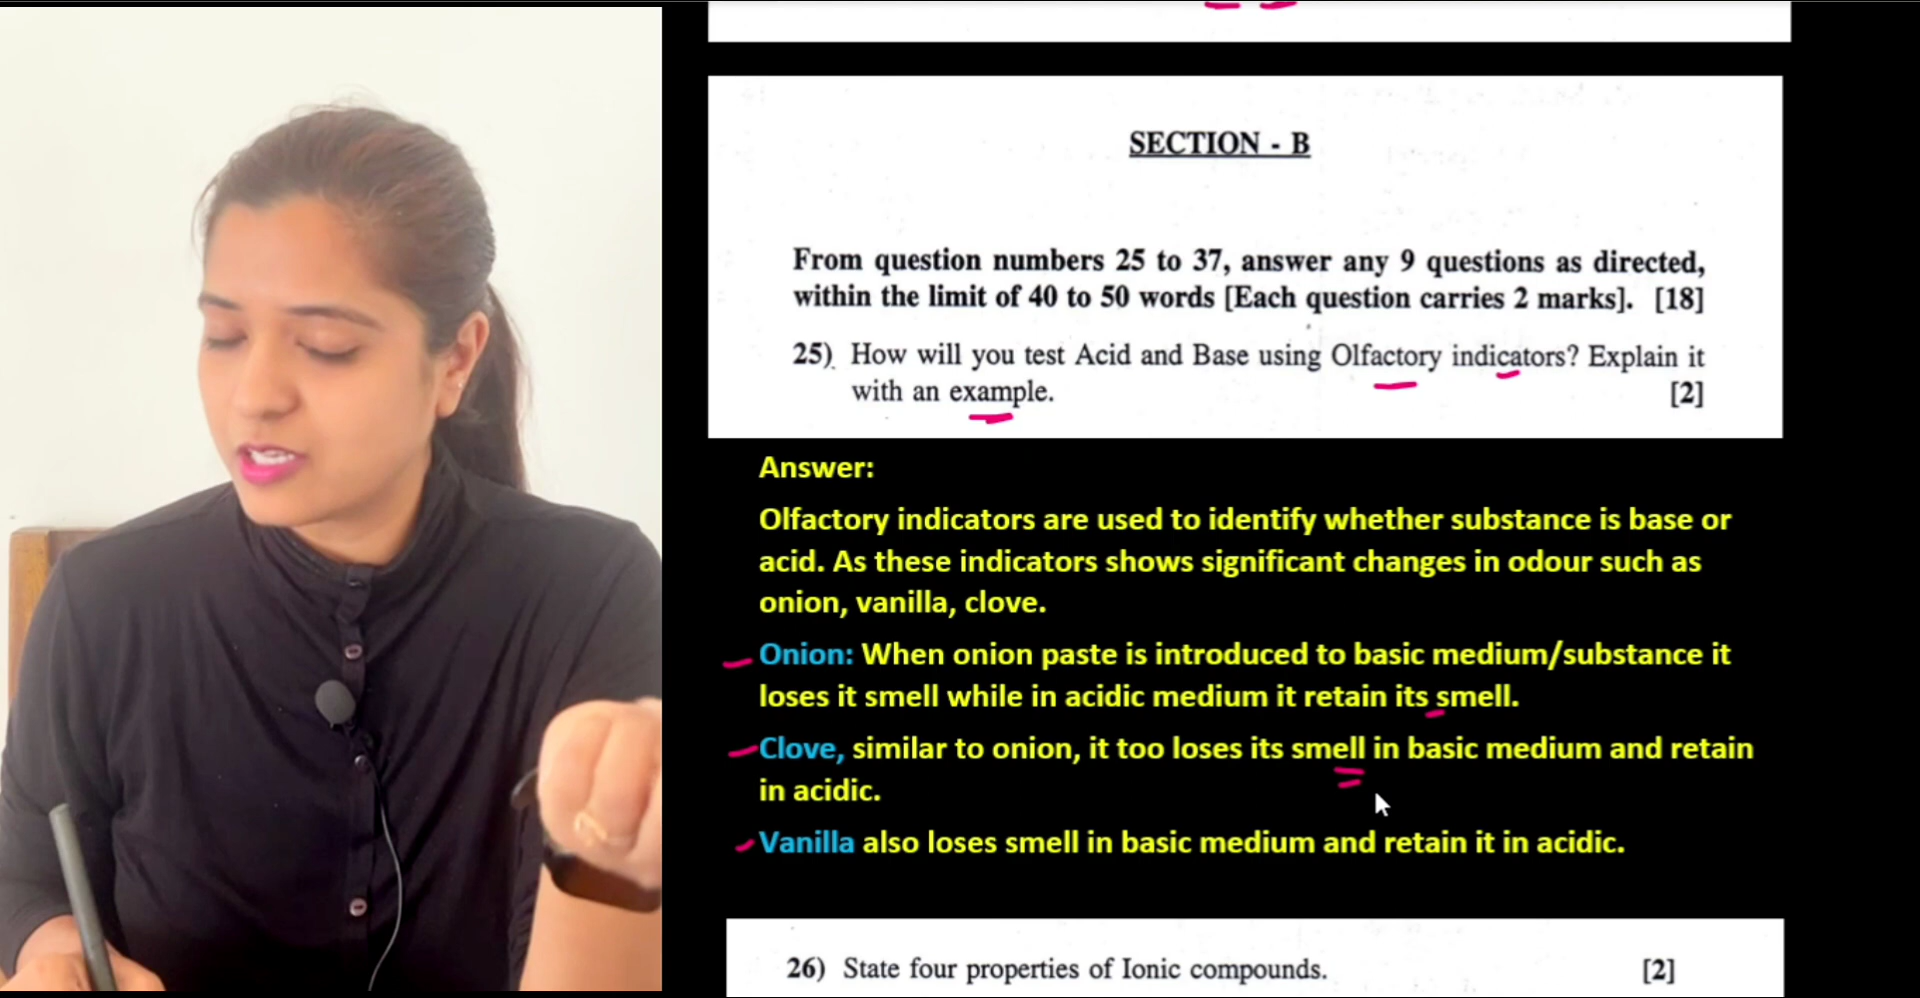 SECTION - B
From question numbers 25 to 37, answer any 9 questions as directed,
within the limit of 40 to 50 words [Each question carries 2 marks]. [18]
25) How will you test Acid and Base using Olfactory indicators? Explain it
with an example. [2]
Answer:
Olfactory indicators are used to identify whether substance is base or
acid. As these indicators shows significant changes in odour such as
onion, vanilla, clove.
Onion: When onion paste is introduced to basic medium/substance it
loses it smell while in acidic medium it retain its smell.
Clove, similar to onion, it too loses its smell in basic medium and retain
in acidic.
Vanilla also loses smell in basic medium and retain it in acidic.
26) State four properties of Ionic compounds. [2]